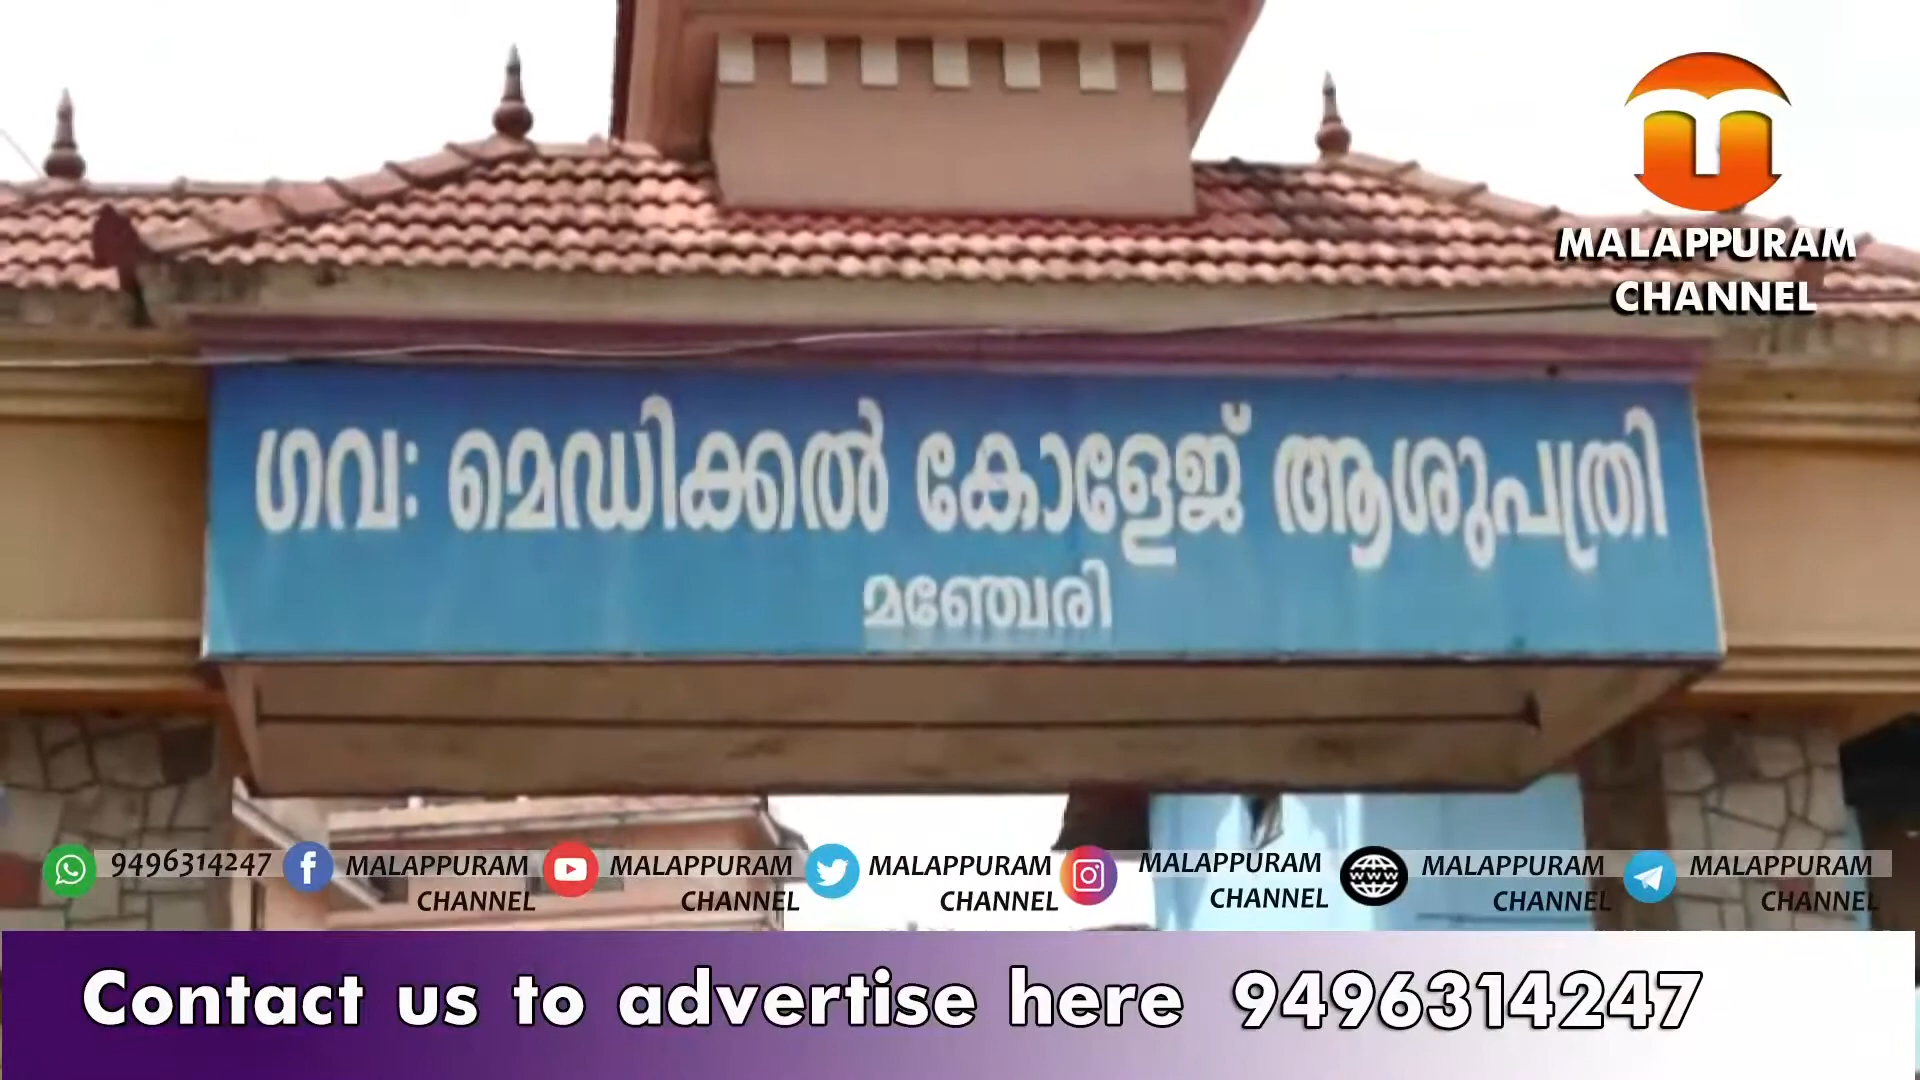 MALAPPURAM
CHANNEL
ഗവ: മെഡിക്കൽ കോളേജ് ആശുപത്രി
മഞ്ചേരി
9496314247 MALAPPURAM MALAPPURAM MALAPPURAM MALAPPURAM MALAPPURAM MALAPPURAM
CHANNEL CHANNEL CHANNEL CHANNEL CHANNEL CHANNEL
Contact us to advertise here 9496314247